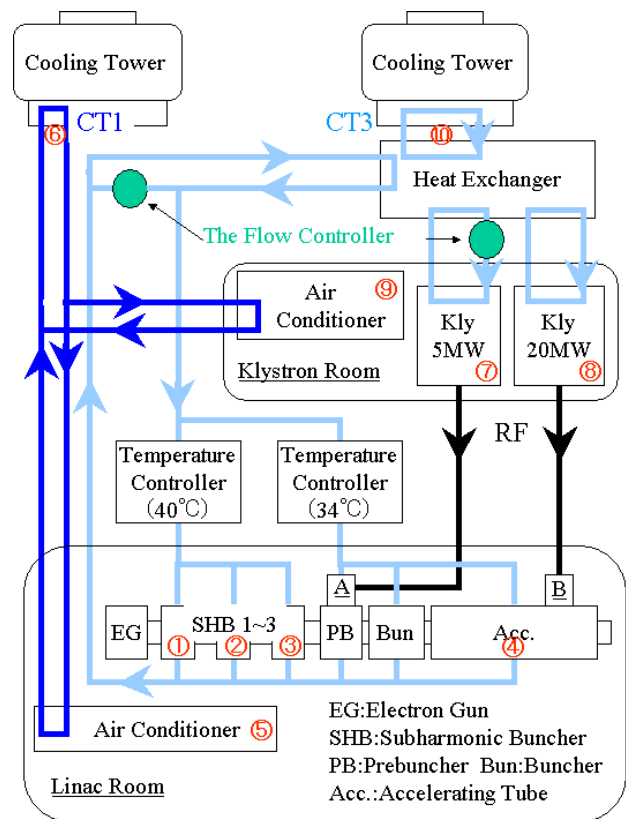 Cooling Tower
Cooling Tower
⑥
CT1
CT3
⑩
Heat Exchanger
The Flow Controller
Air
Conditioner
⑨
Kly
5MW
⑦
Kly
20MW
⑧
Klystron Room
RF
Temperature
Controller
(40℃)
Temperature
Controller
(34℃)
A
B
EG
SHB 1~3
①
②
③
PB
Bun
Acc.
④
Air Conditioner ⑤
Linac Room
EG:Electron Gun
SHB:Subharmonic Buncher
PB:Prebuncher Bun:Buncher
Acc.:Accelerating Tube